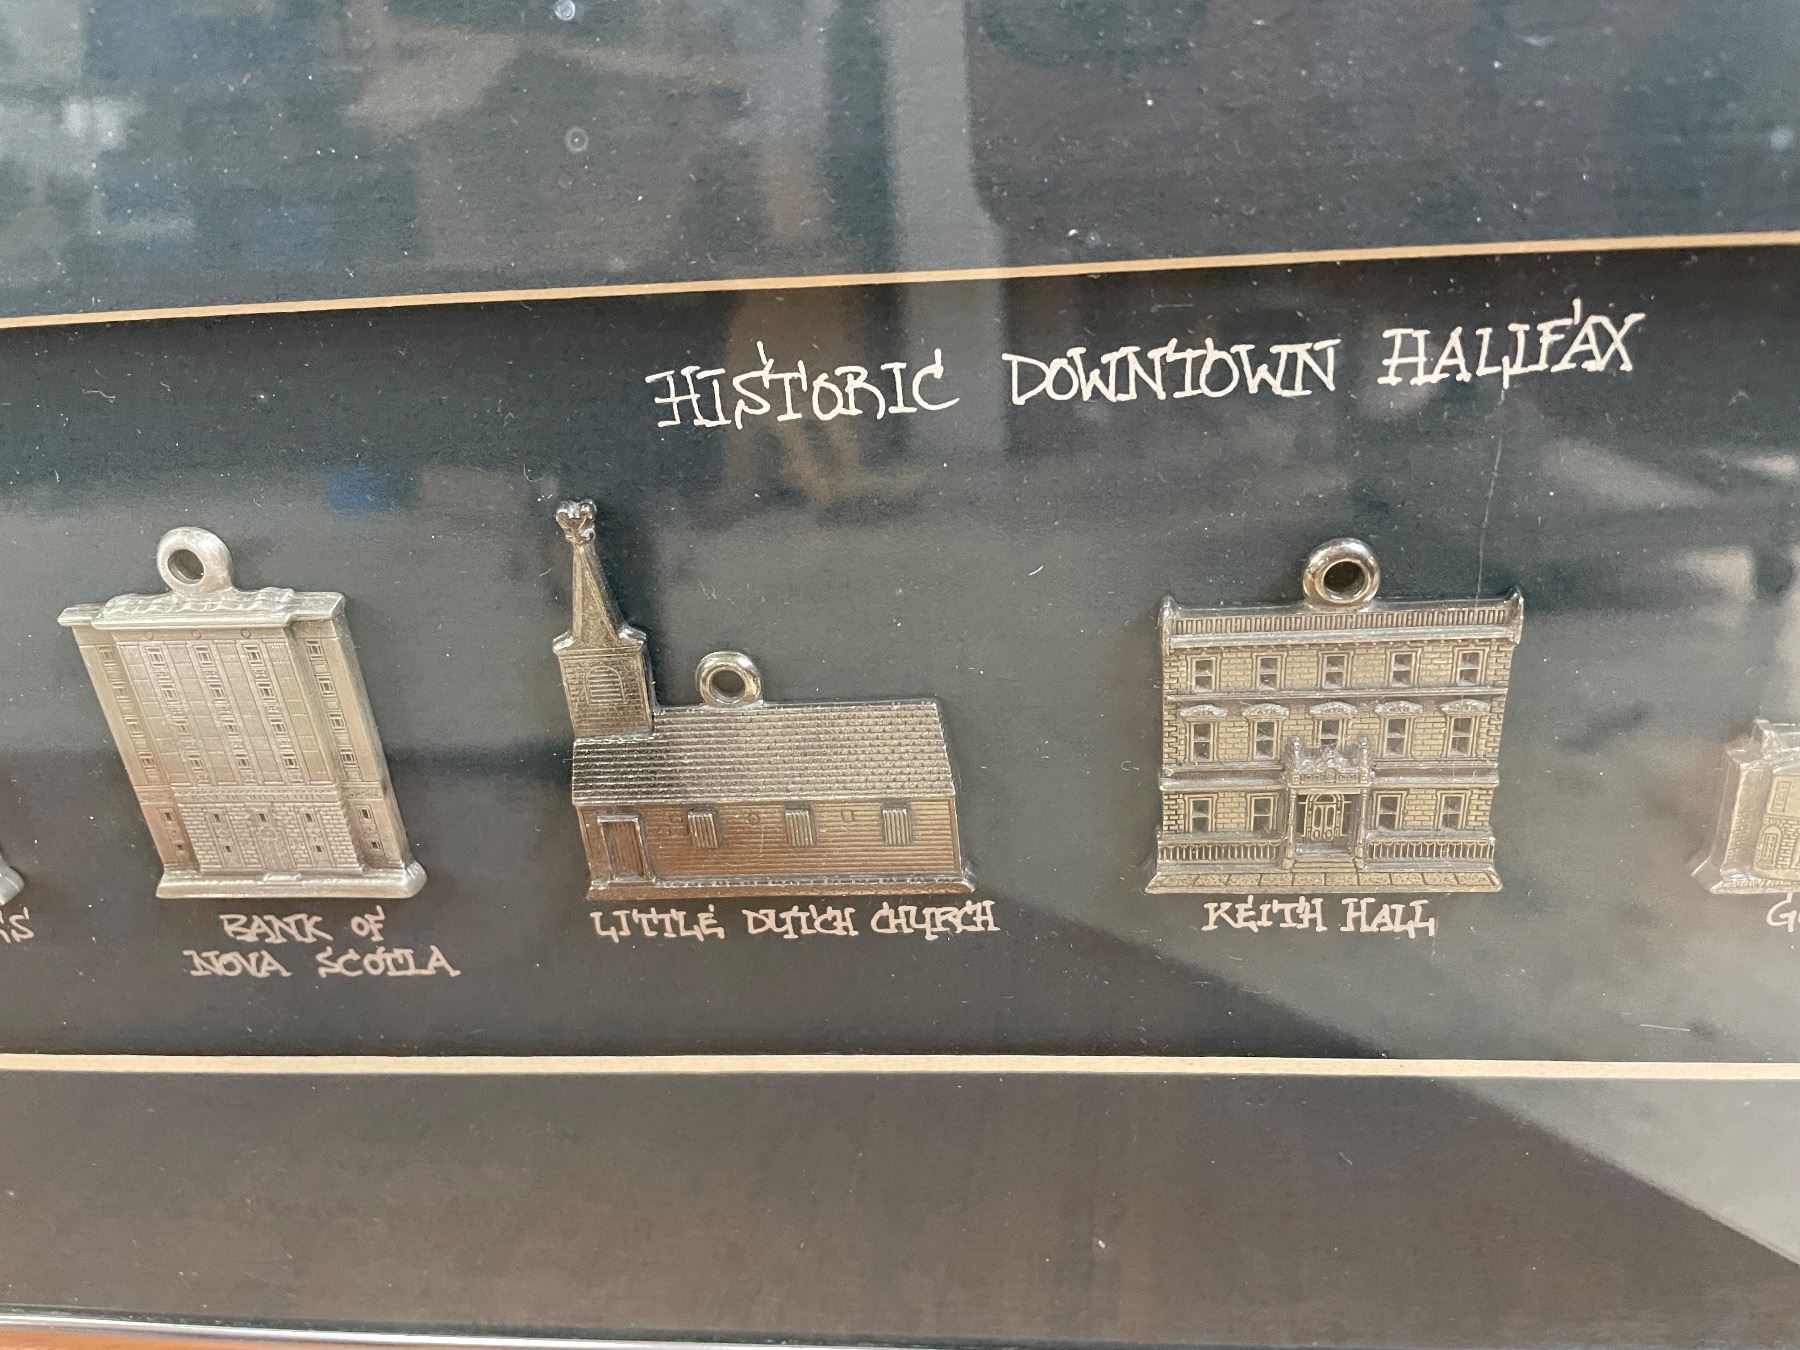 HISTORIC DOWNTOWN HALIFAX
BANK OF
NOVA SCOTIA
LITTLE DUTCH CHURCH
KEITH HALL